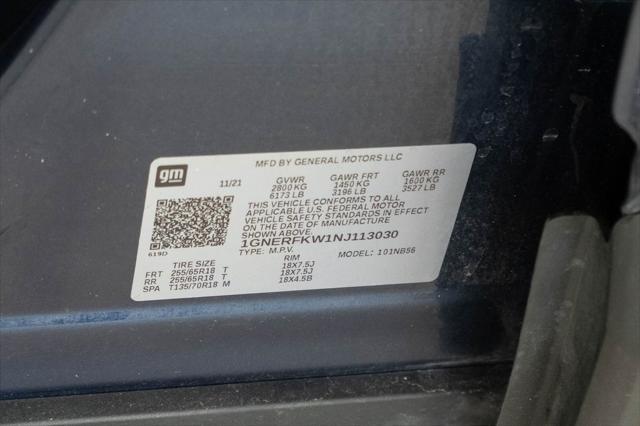 gm
MFD BY GENERAL MOTORS LLC
11/21 GVWR GAWR FRT GAWR RR
2800 KG 1450 KG 1600 KG
6173 LB 3196 LB 3527 LB
THIS VEHICLE CONFORMS TO ALL
APPLICABLE U.S. FEDERAL MOTOR
VEHICLE SAFETY STANDARDS IN EFFECT
ON THE DATE OF MANUFACTURE
SHOWN ABOVE.
1GNERFKW1NJ113030
619D TYPE: M.P.V. MODEL: 101NB56
TIRE SIZE RIM
FRT 255/65R18 T 18X7.5J
RR 255/65R18 T 18X7.5J
SPA T135/70R18 M 18X4.5B